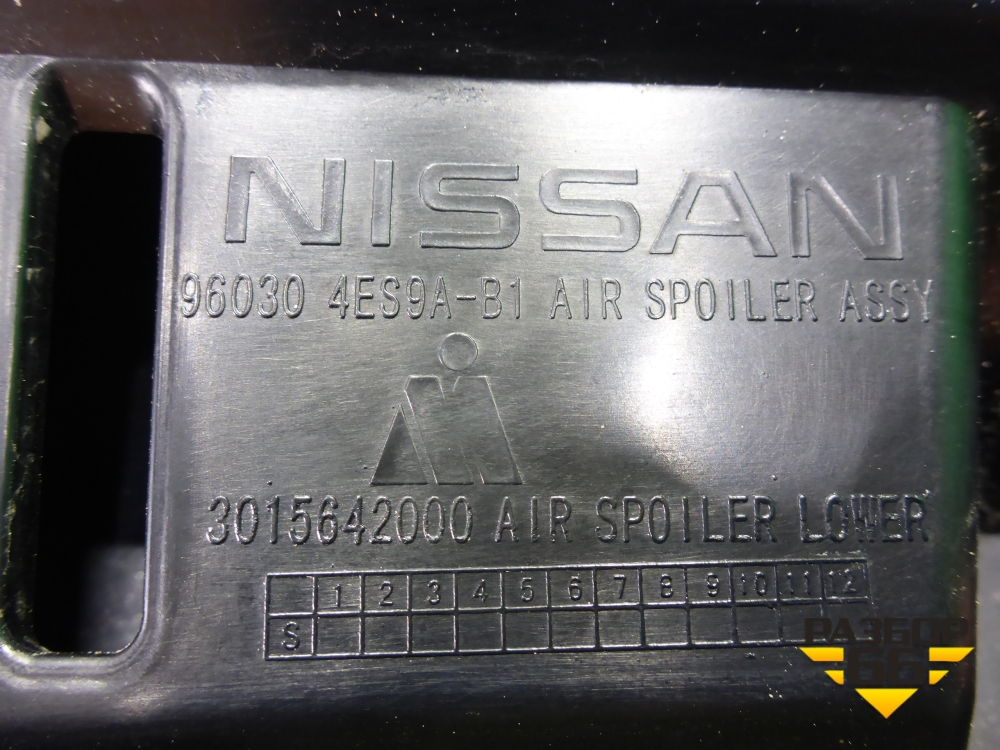 NISSAN
96030 4ES9A-B1 AIR SPOILER ASSY
3015642000 AIR SPOILER LOWER
1 2 3 4 5 6 7 8 9 10 11 12
S
РАЗБОР
66